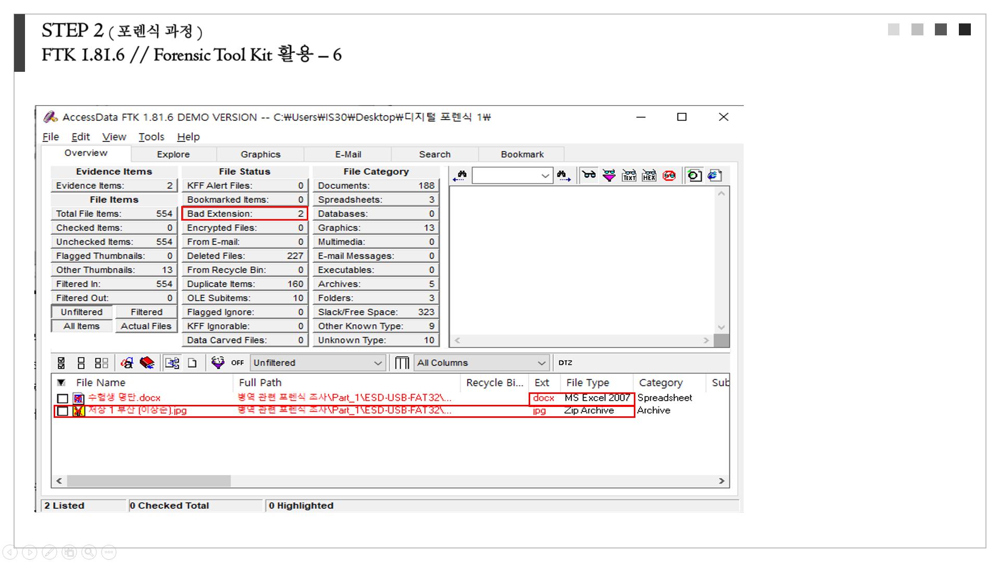 STEP 2 ( 포렌식 과정 )
FTK 1.81.6 // Forensic Tool Kit 활용 – 6
AccessData FTK 1.81.6 DEMO VERSION -- C:₩Users₩IS30₩Desktop₩디지털 포렌식 1₩
File Edit View Tools Help
Overview Explore Graphics E-Mail Search Bookmark
Evidence Items
Evidence Items: 2
File Items
Total File Items: 554
Checked Items: 0
Unchecked Items: 554
Flagged Thumbnails: 0
Other Thumbnails: 13
Filtered In: 554
Filtered Out: 0
Unfiltered Filtered
All Items Actual Files
File Status
KFF Alert Files: 0
Bookmarked Items: 0
Bad Extension: 2
Encrypted Files: 0
From E-mail: 0
Deleted Files: 227
From Recycle Bin: 0
Duplicate Items: 160
OLE Subitems: 10
Flagged Ignore: 0
KFF Ignorable: 0
Data Carved Files: 0
File Category
Documents: 188
Spreadsheets: 3
Databases: 0
Graphics: 13
Multimedia: 0
E-mail Messages: 0
Executables: 0
Archives: 5
Folders: 3
Slack/Free Space: 323
Other Known Type: 9
Unknown Type: 10
TEXT HEX
OFF Unfiltered All Columns DTZ
File Name Full Path Recycle Bi... Ext File Type Category Sub
수험생 명단.docx 병역 관련 포렌식 조사\Part_1\ESD-USB-FAT32\... docx MS Excel 2007 Spreadsheet
저장 1 부산 (이상순).jpg 병역 관련 포렌식 조사\Part_1\ESD-USB-FAT32\... jpg Zip Archive Archive
2 Listed 0 Checked Total 0 Highlighted